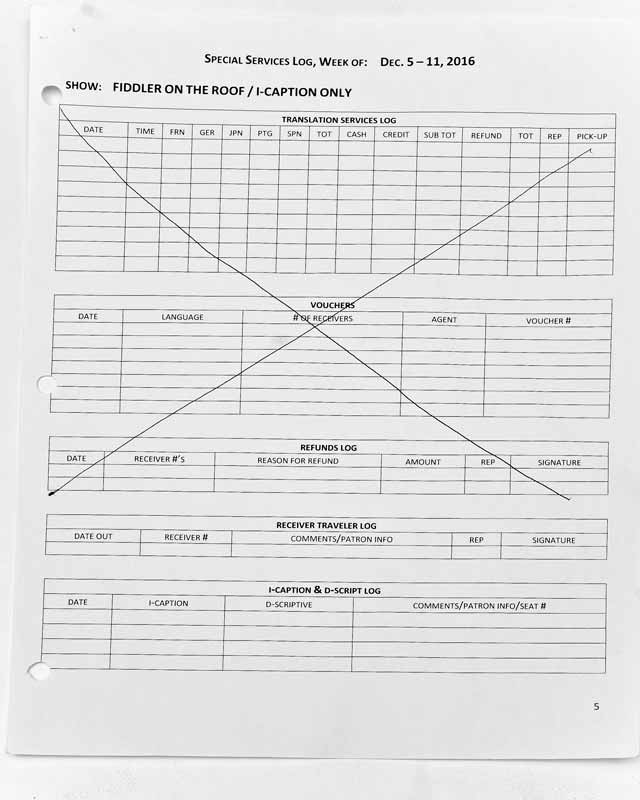 SPECIAL SERVICES LOG, WEEK OF: DEC. 5 – 11, 2016
SHOW: FIDDLER ON THE ROOF / I-CAPTION ONLY
TRANSLATION SERVICES LOG
DATE TIME FRN GER JPN PTG SPN TOT CASH CREDIT SUB TOT REFUND TOT REP PICK-UP
VOUCHERS
DATE LANGUAGE # OF RECEIVERS AGENT VOUCHER #
REFUNDS LOG
DATE RECEIVER #'S REASON FOR REFUND AMOUNT REP SIGNATURE
RECEIVER TRAVELER LOG
DATE OUT RECEIVER # COMMENTS/PATRON INFO REP SIGNATURE
I-CAPTION & D-SCRIPT LOG
DATE I-CAPTION D-SCRIPTIVE COMMENTS/PATRON INFO/SEAT #
5